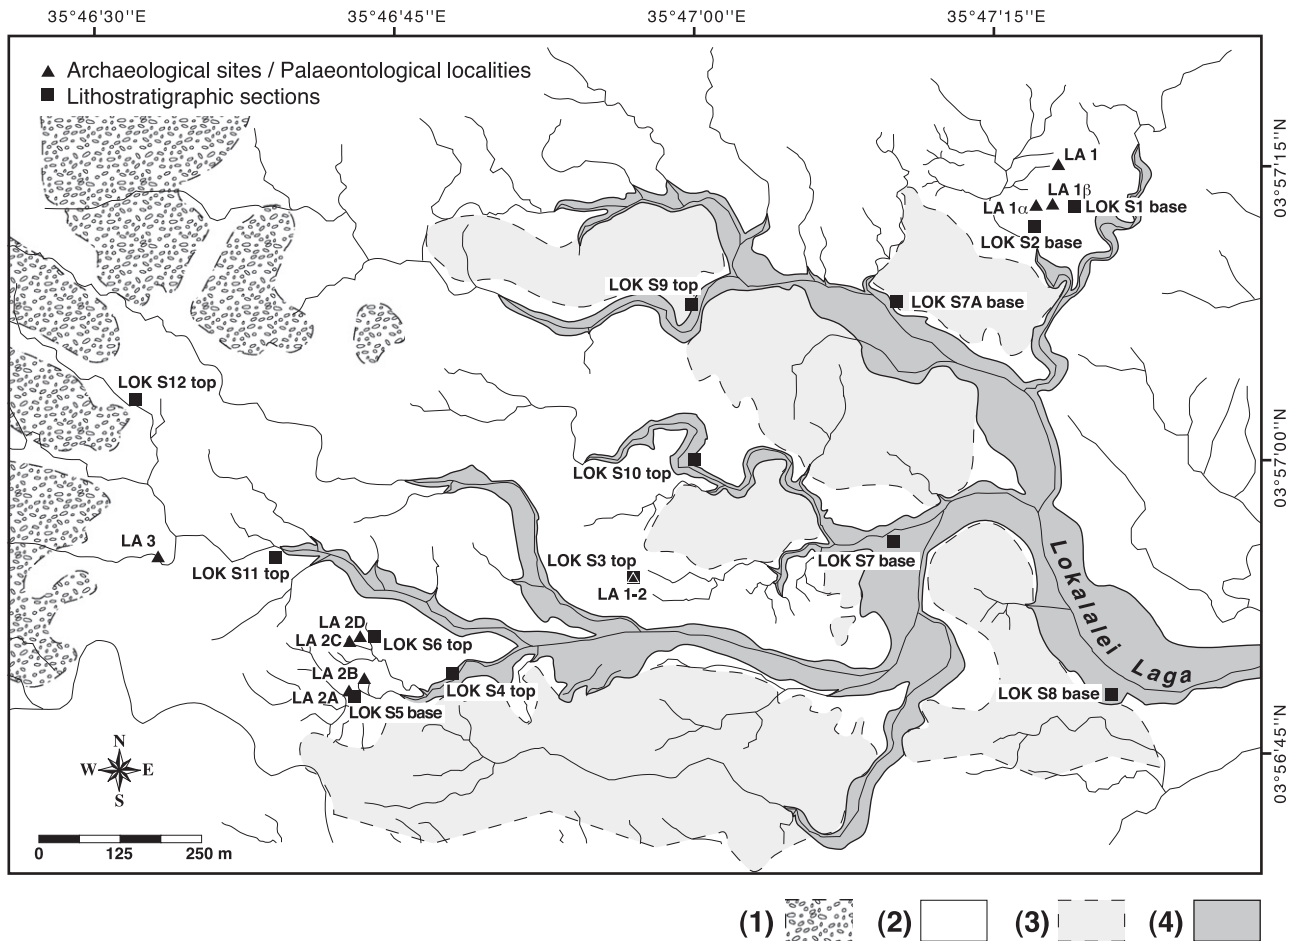 35°46'30''E
35°46'45''E
35°47'00''E
35°47'15''E
Archaeological sites / Palaeontological localities
Lithostratigraphic sections
03°57'15''N
LA 1
LA 1β
LA 1α
LOK S1 base
LOK S2 base
LOK S9 top
LOK S7A base
LOK S12 top
03°57'00''N
LOK S10 top
LA 3
LOK S11 top
LOK S3 top
LA 1-2
LOK S7 base
Lokalalei Laga
LA 2D
LA 2C
LOK S6 top
LA 2B
LA 2A
LOK S4 top
LOK S5 base
LOK S8 base
03°56'45''N
N
W E
S
0 125 250 m
(1) (2) (3) (4)